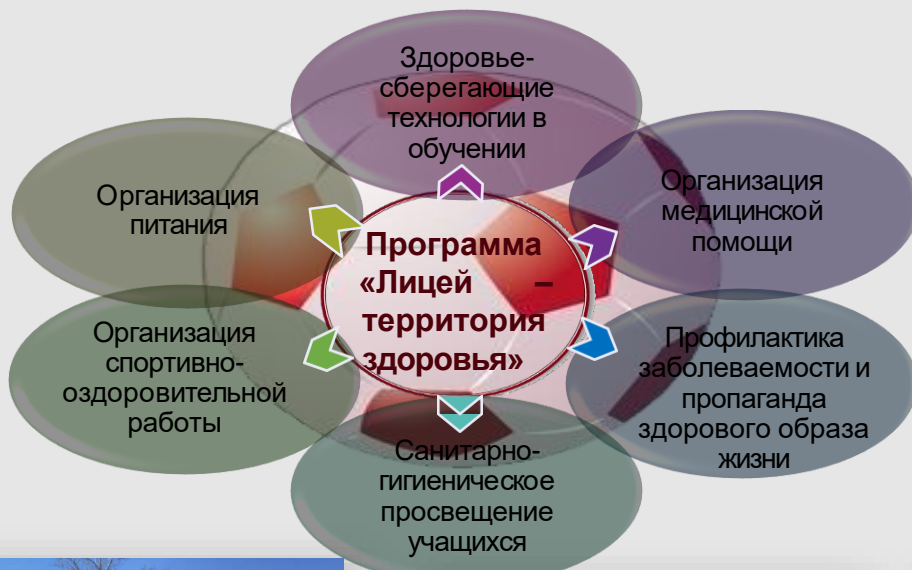 Здоровье-
сберегающие
технологии в
обучении
Организация
питания
Организация
медицинской
помощи
Программа
«Лицей –
территория
здоровья»
Организация
спортивно-
оздоровительной
работы
Профилактика
заболеваемости и
пропаганда
здорового образа
жизни
Санитарно-
гигиеническое
просвещение
учащихся